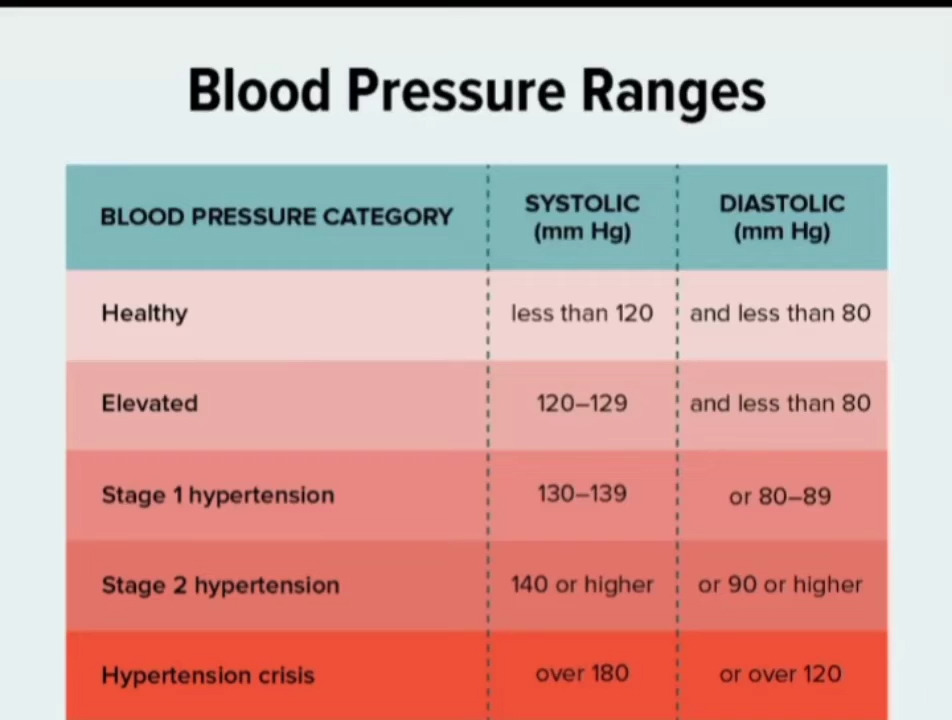 Blood Pressure Ranges
BLOOD PRESSURE CATEGORY
SYSTOLIC
(mm Hg)
DIASTOLIC
(mm Hg)
Healthy less than 120 and less than 80
Elevated 120–129 and less than 80
Stage 1 hypertension 130–139 or 80–89
Stage 2 hypertension 140 or higher or 90 or higher
Hypertension crisis over 180 or over 120